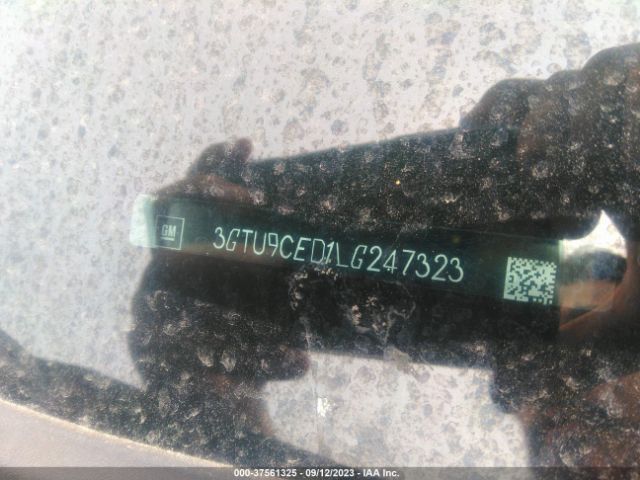 GM
3GTU9CED1LG247323
000-37561325 | 09/12/2023 | IAA Inc.